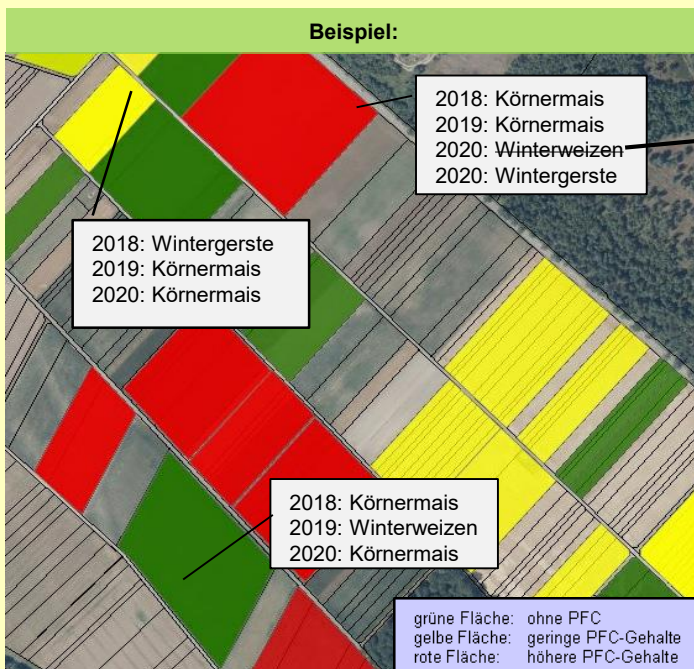 Beispiel:
2018: Körnermais
2019: Körnermais
2020: Winterweizen
2020: Wintergerste
2018: Wintergerste
2019: Körnermais
2020: Körnermais
2018: Körnermais
2019: Winterweizen
2020: Körnermais
grüne Fläche: ohne PFC
gelbe Fläche: geringe PFC-Gehalte
rote Fläche: höhere PFC-Gehalte